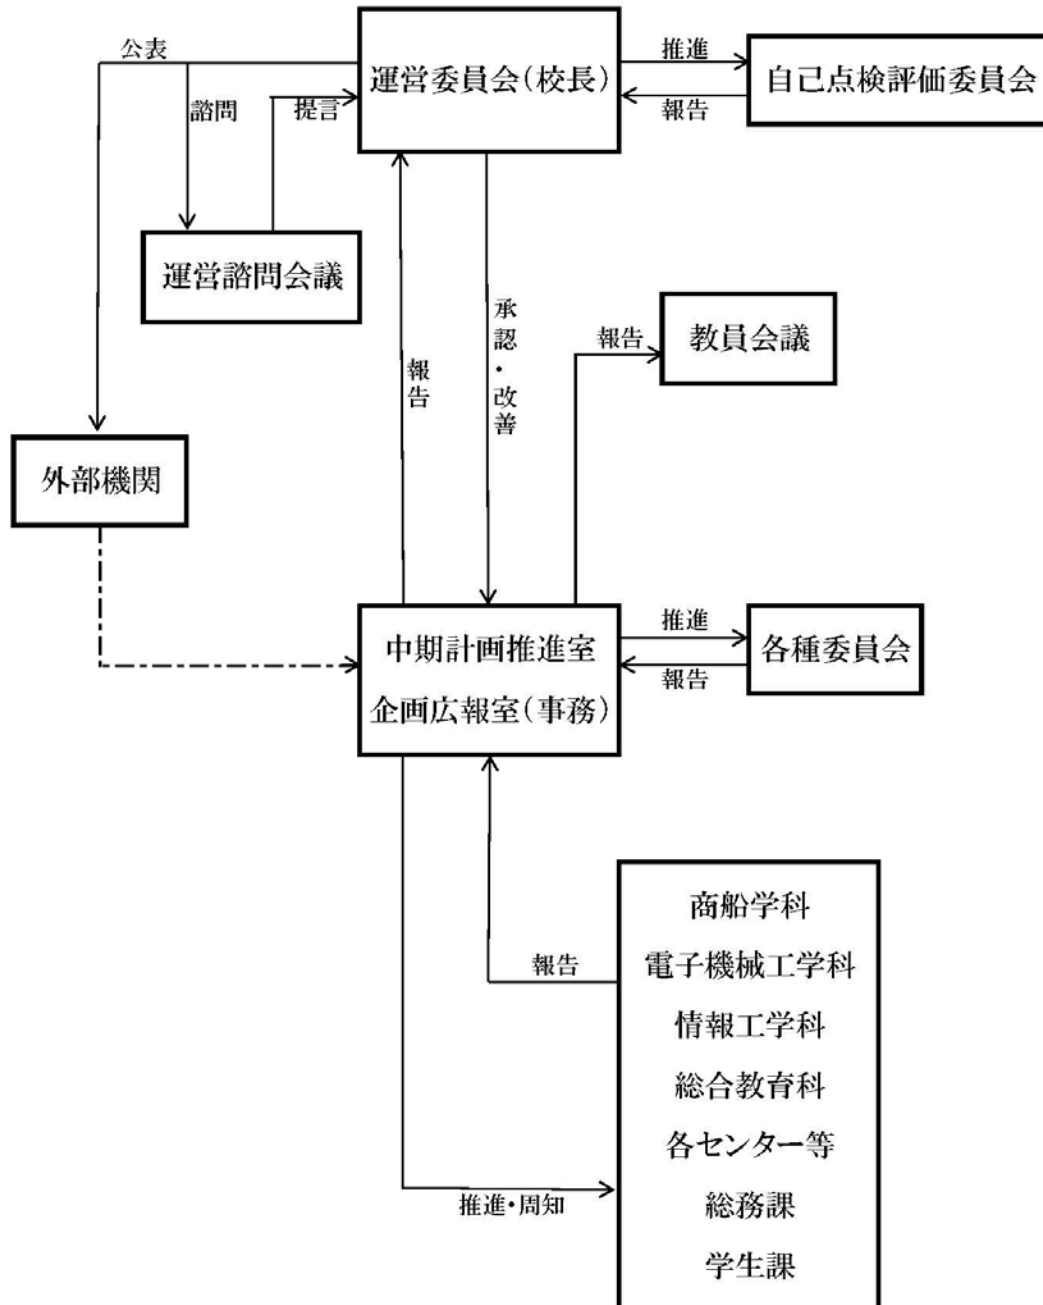 公表
運営委員会(校長)
推進
自己点検評価委員会
報告
諮問
提言
運営諮問会議
報告
承認・改善
報告
教員会議
外部機関
中期計画推進室
企画広報室(事務)
推進
各種委員会
報告
報告
商船学科
電子機械工学科
情報工学科
総合教育科
各センター等
総務課
学生課
推進・周知